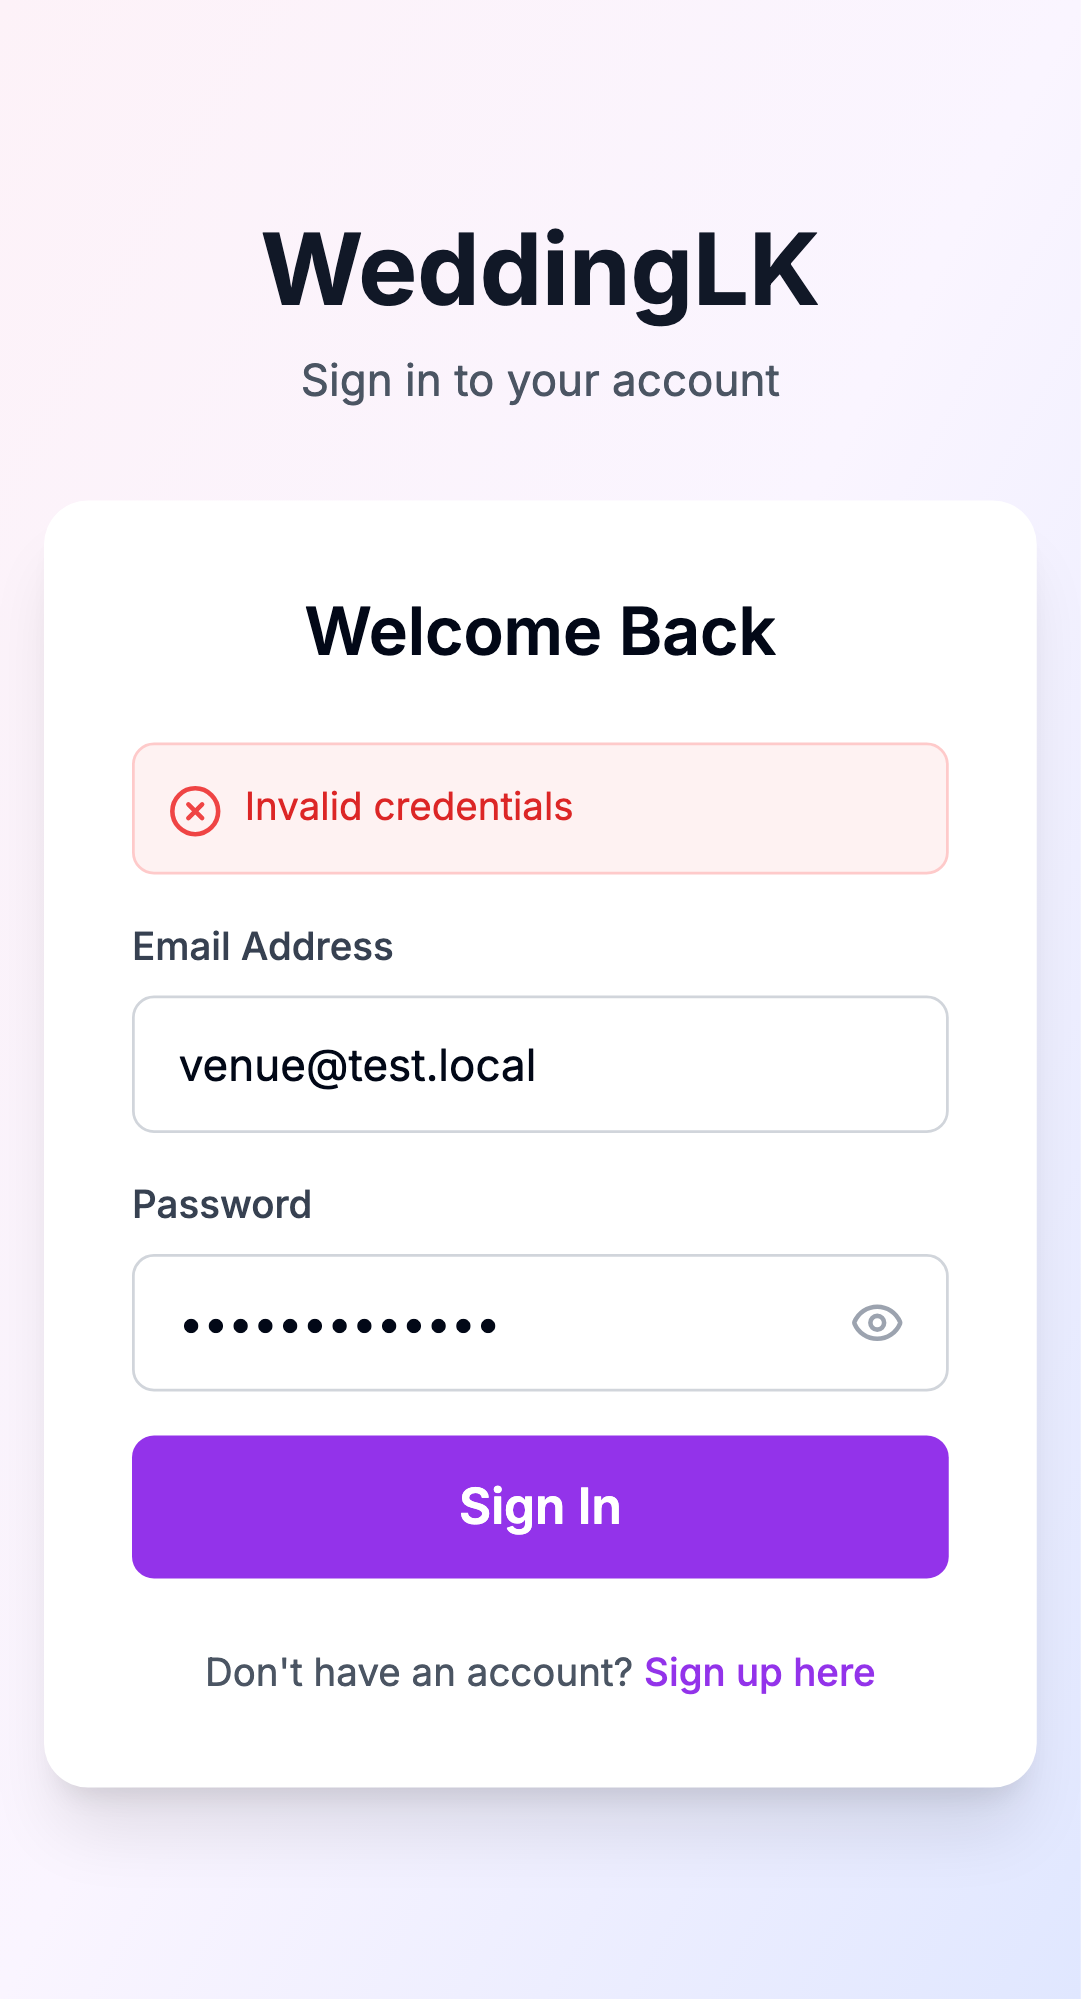 WeddingLK
Sign in to your account
Welcome Back
Invalid credentials
Email Address
venue@test.local
Password
•••••••••••••
Sign In
Don't have an account? Sign up here